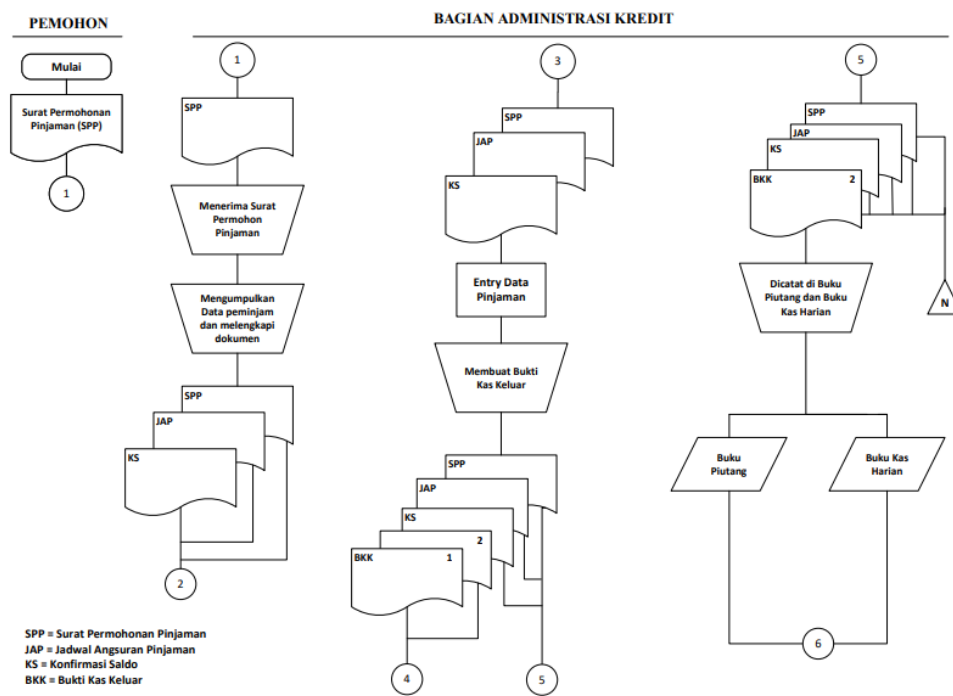 PEMOHON
BAGIAN ADMINISTRASI KREDIT
Mulai
Surat Permohonan
Pinjaman (SPP)
1
1
SPP
Menerima Surat
Permohon
Pinjaman
Mengumpulkan
Data peminjam
dan melengkapi
dokumen
SPP
JAP
KS
2
3
SPP
JAP
KS
Entry Data
Pinjaman
Membuat Bukti
Kas Keluar
SPP
JAP
KS
2
BKK 1
4
5
5
SPP
JAP
KS
BKK 2
Dicatat di Buku
Piutang dan Buku
Kas Harian
N
Buku
Piutang
Buku Kas
Harian
6
SPP = Surat Permohonan Pinjaman
JAP = Jadwal Angsuran Pinjaman
KS = Konfirmasi Saldo
BKK = Bukti Kas Keluar